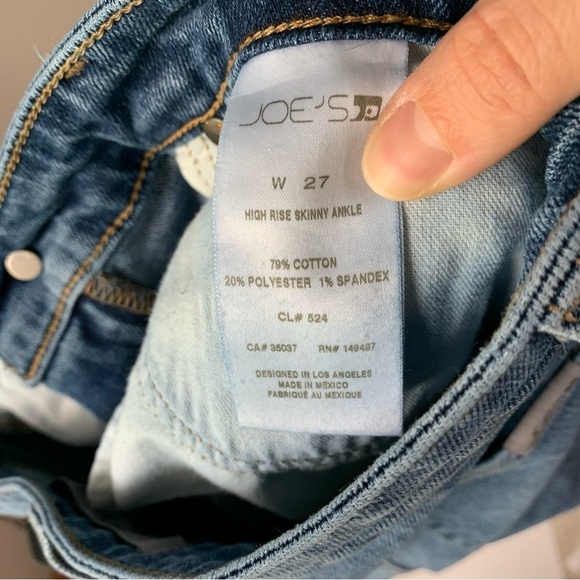 JOE'S
W 27
HIGH RISE SKINNY ANKLE
79% COTTON
20% POLYESTER 1% SPANDEX
CL# 524
CA# 35037 RN# 149497
DESIGNED IN LOS ANGELES
MADE IN MEXICO
FABRIQUÉ AU MEXIQUE